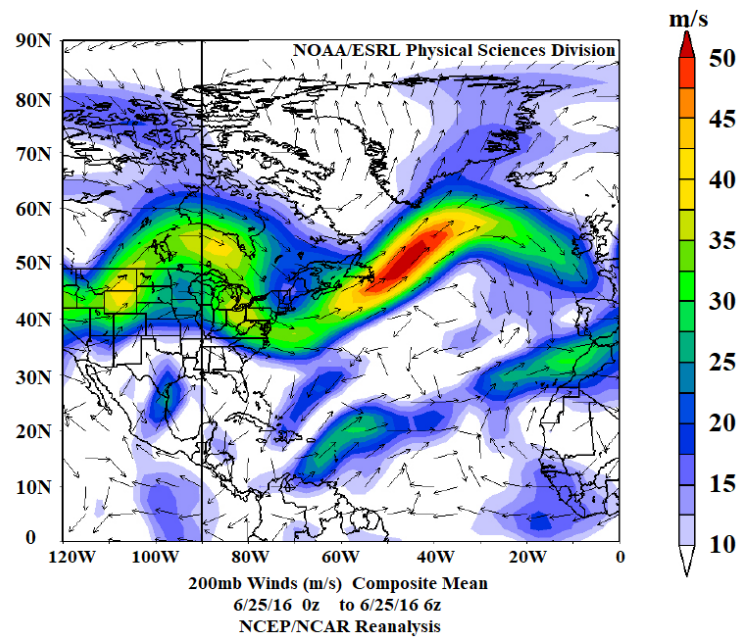 m/s
NOAA/ESRL Physical Sciences Division
90N
80N
70N
60N
50N
40N
30N
20N
10N
0
120W 100W 80W 60W 40W 20W 0
50
45
40
35
30
25
20
15
10
200mb Winds (m/s) Composite Mean
6/25/16 0z to 6/25/16 6z
NCEP/NCAR Reanalysis